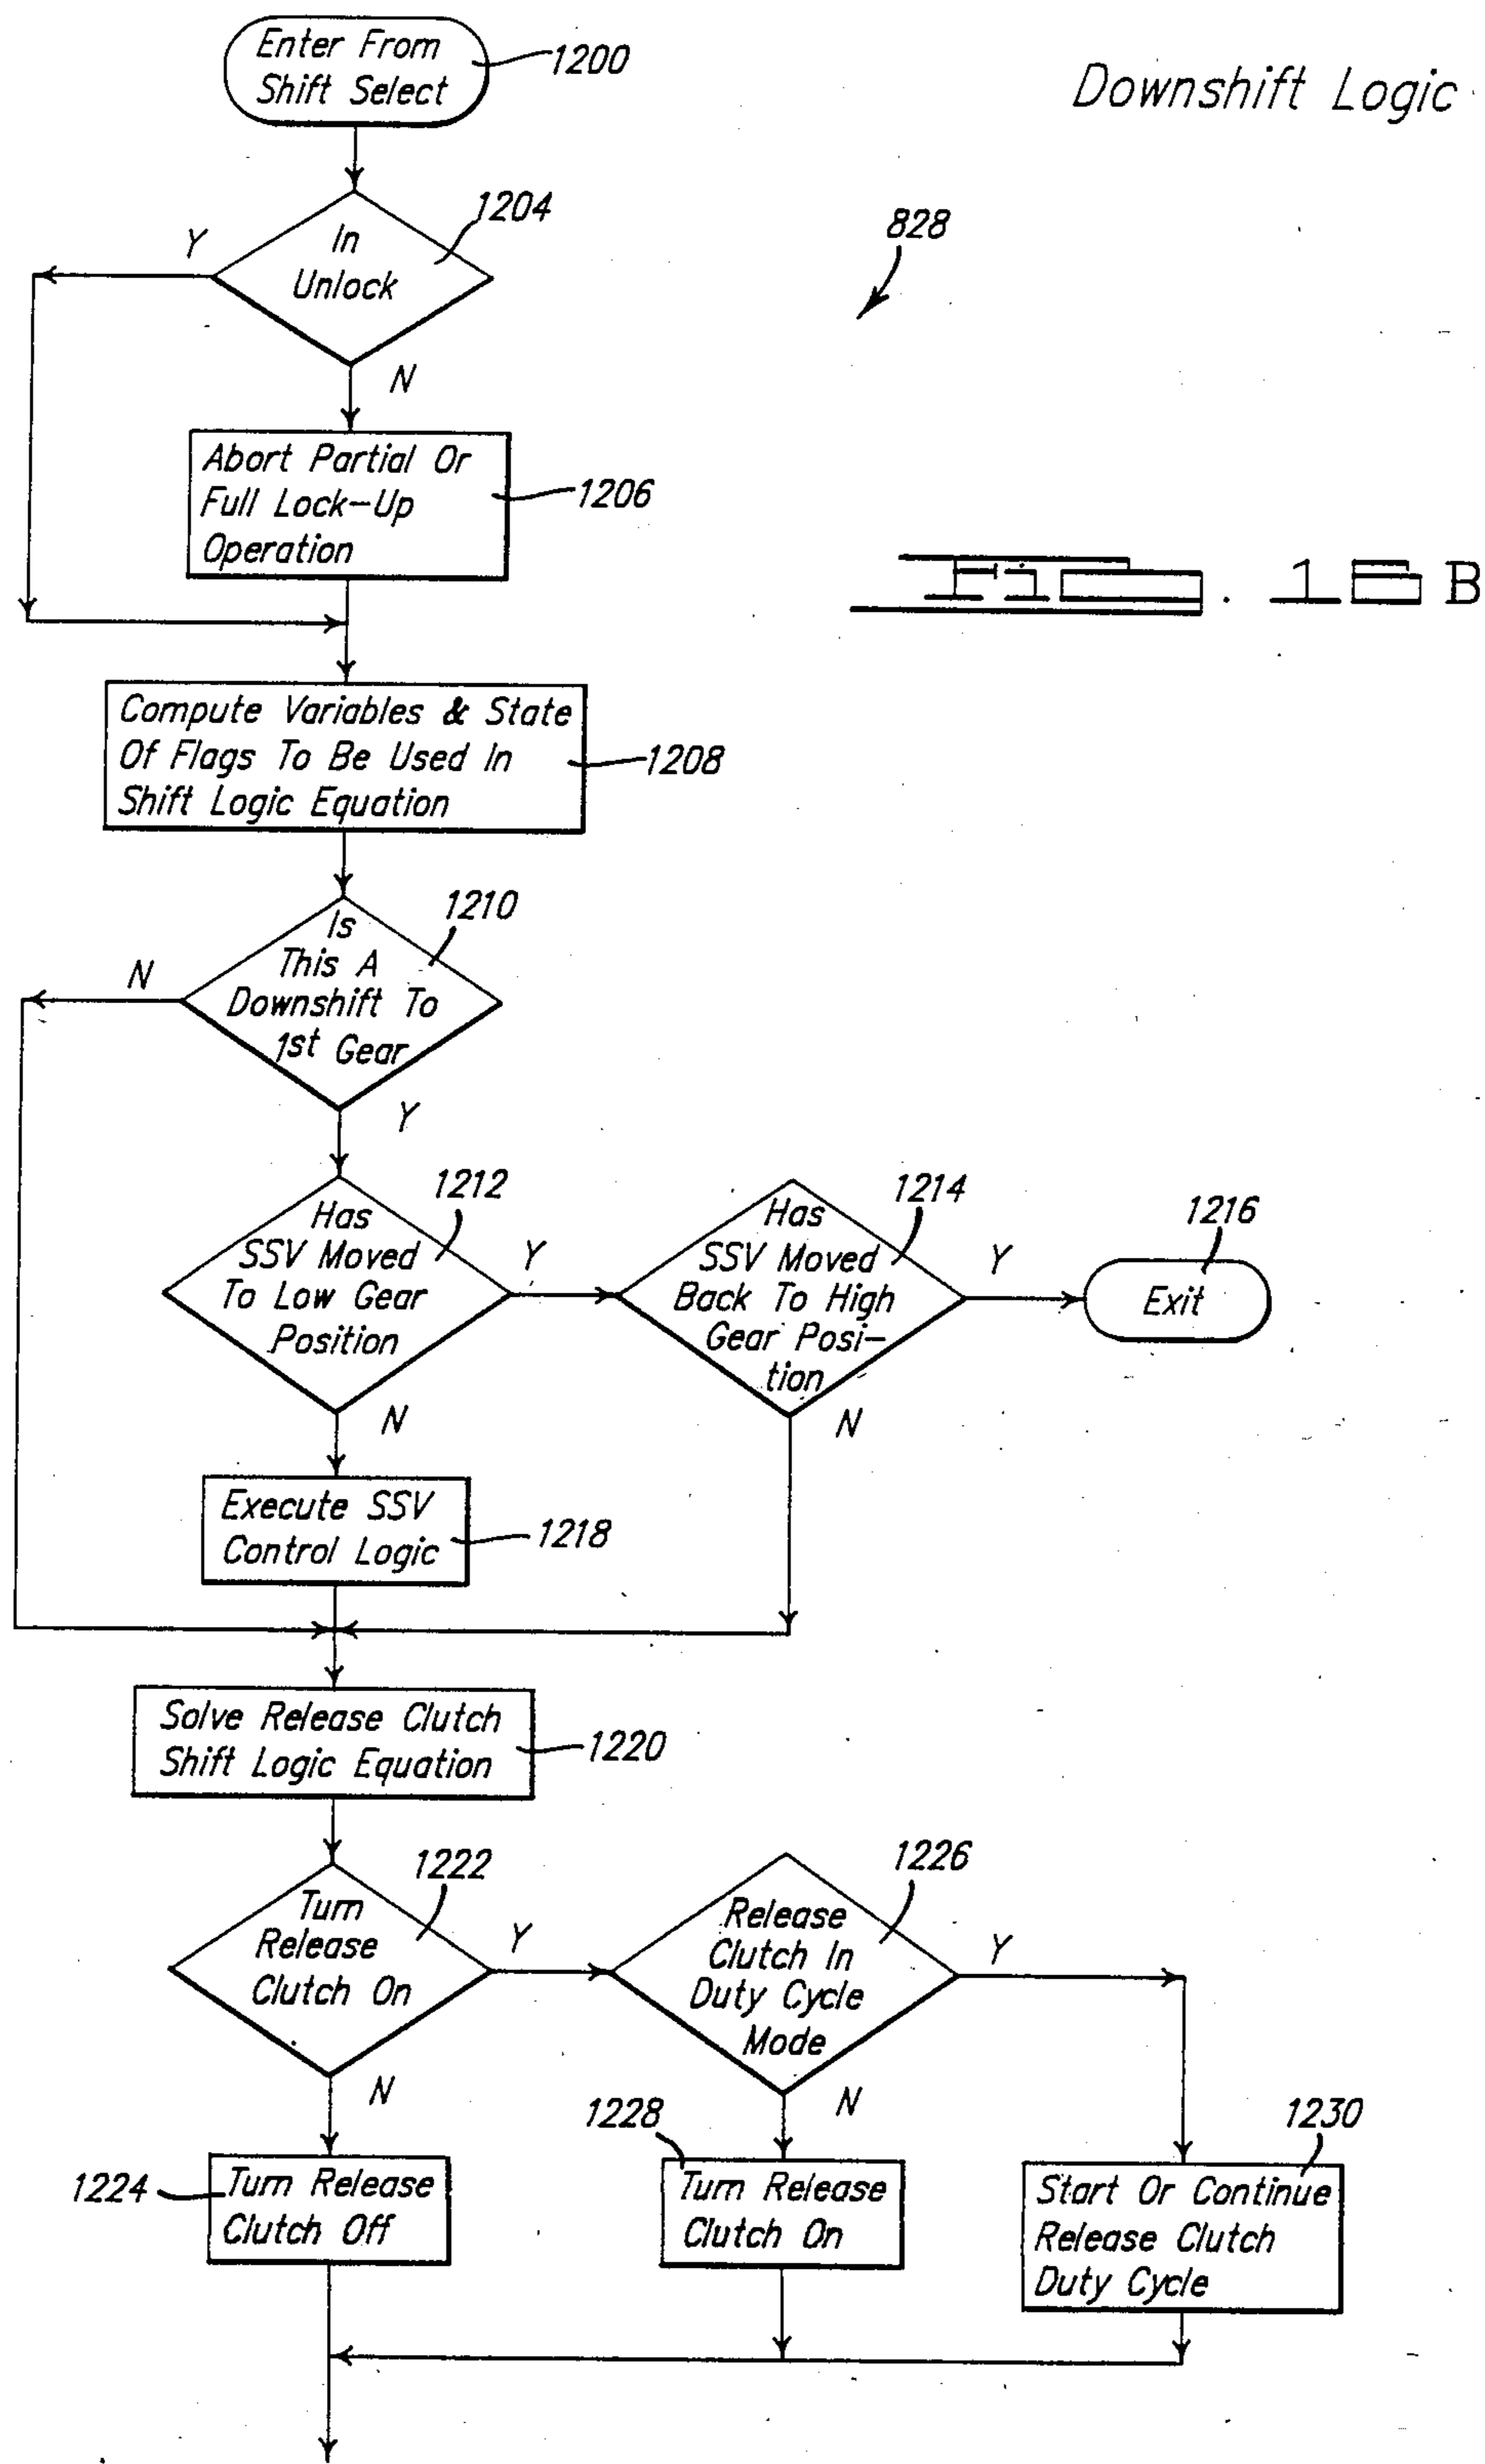 Enter From
Shift Select
1200
Downshift Logic
1204
In
Unlock
Y
N
828
Abort Partial Or
Full Lock-Up
Operation
1206
B
Compute Variables & State
Of Flags To Be Used In
Shift Logic Equation
1208
1210
Is
This A
Downshift To
1st Gear
N
Y
1212
Has
SSV Moved
To Low Gear
Position
Y
N
1214
Has
SSV Moved
Back To High
Gear Posi-
tion
Y
N
1216
Exit
Execute SSV
Control Logic
1218
Solve Release Clutch
Shift Logic Equation
1220
1222
Turn
Release
Clutch On
Y
N
1226
Release
Clutch In
Duty Cycle
Mode
Y
N
1224
Turn Release
Clutch Off
1228
Turn Release
Clutch On
1230
Start Or Continue
Release Clutch
Duty Cycle